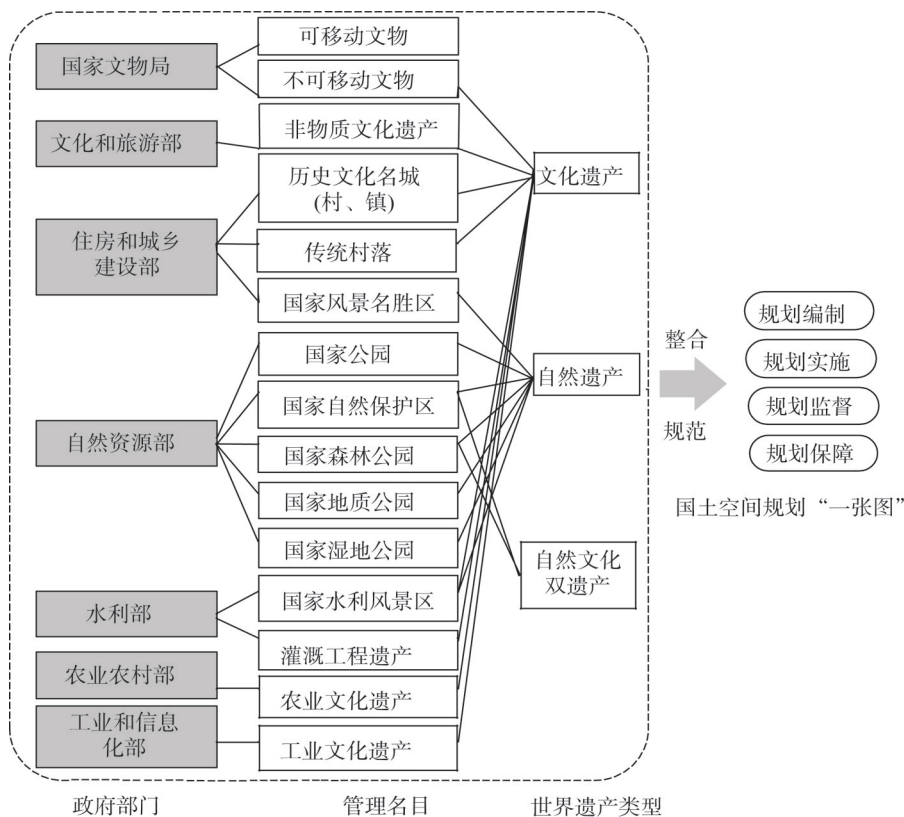 国家文物局
文化和旅游部
住房和城乡
建设部
自然资源部
水利部
农业农村部
工业和信息
化部
政府部门
可移动文物
不可移动文物
非物质文化遗产
历史文化名城
(村、镇)
传统村落
国家风景名胜区
国家公园
国家自然保护区
国家森林公园
国家地质公园
国家湿地公园
国家水利风景区
灌溉工程遗产
农业文化遗产
工业文化遗产
管理名目
文化遗产
自然遗产
自然文化
双遗产
世界遗产类型
整合
规范
规划编制
规划实施
规划监督
规划保障
国土空间规划“一张图”